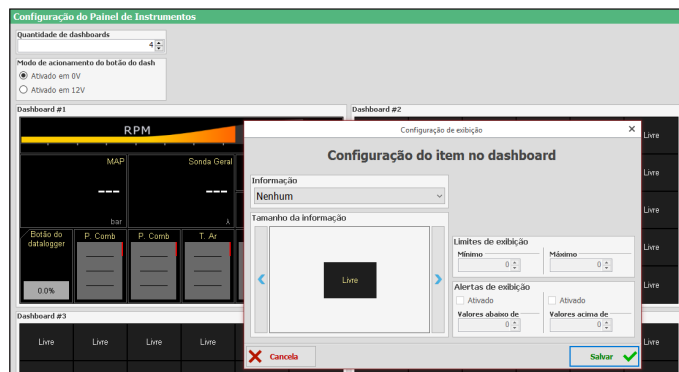 Configuração do Painel de Instrumentos
Quantidade de dashboards
4
Modo de acionamento do botão do dash
Ativado em 0V
Ativado em 12V
Dashboard #1
RPM
MAP
---
bar
Sonda Geral
---
λ
Botão do datalogger
0.0%
P. Comb
P. Comb
T. Ar
Dashboard #2
Livre
Livre
Livre
Livre
Livre
Configuração de exibição
Configuração do item no dashboard
Informação
Nenhum
Tamanho da informação
Livre
Limites de exibição
Mínimo
0
Máximo
0
Alertas de exibição
Ativado
Ativado
Valores abaixo de
0
Valores acima de
0
Cancela
Salvar
Dashboard #3
Livre
Livre
Livre
Livre
Livre